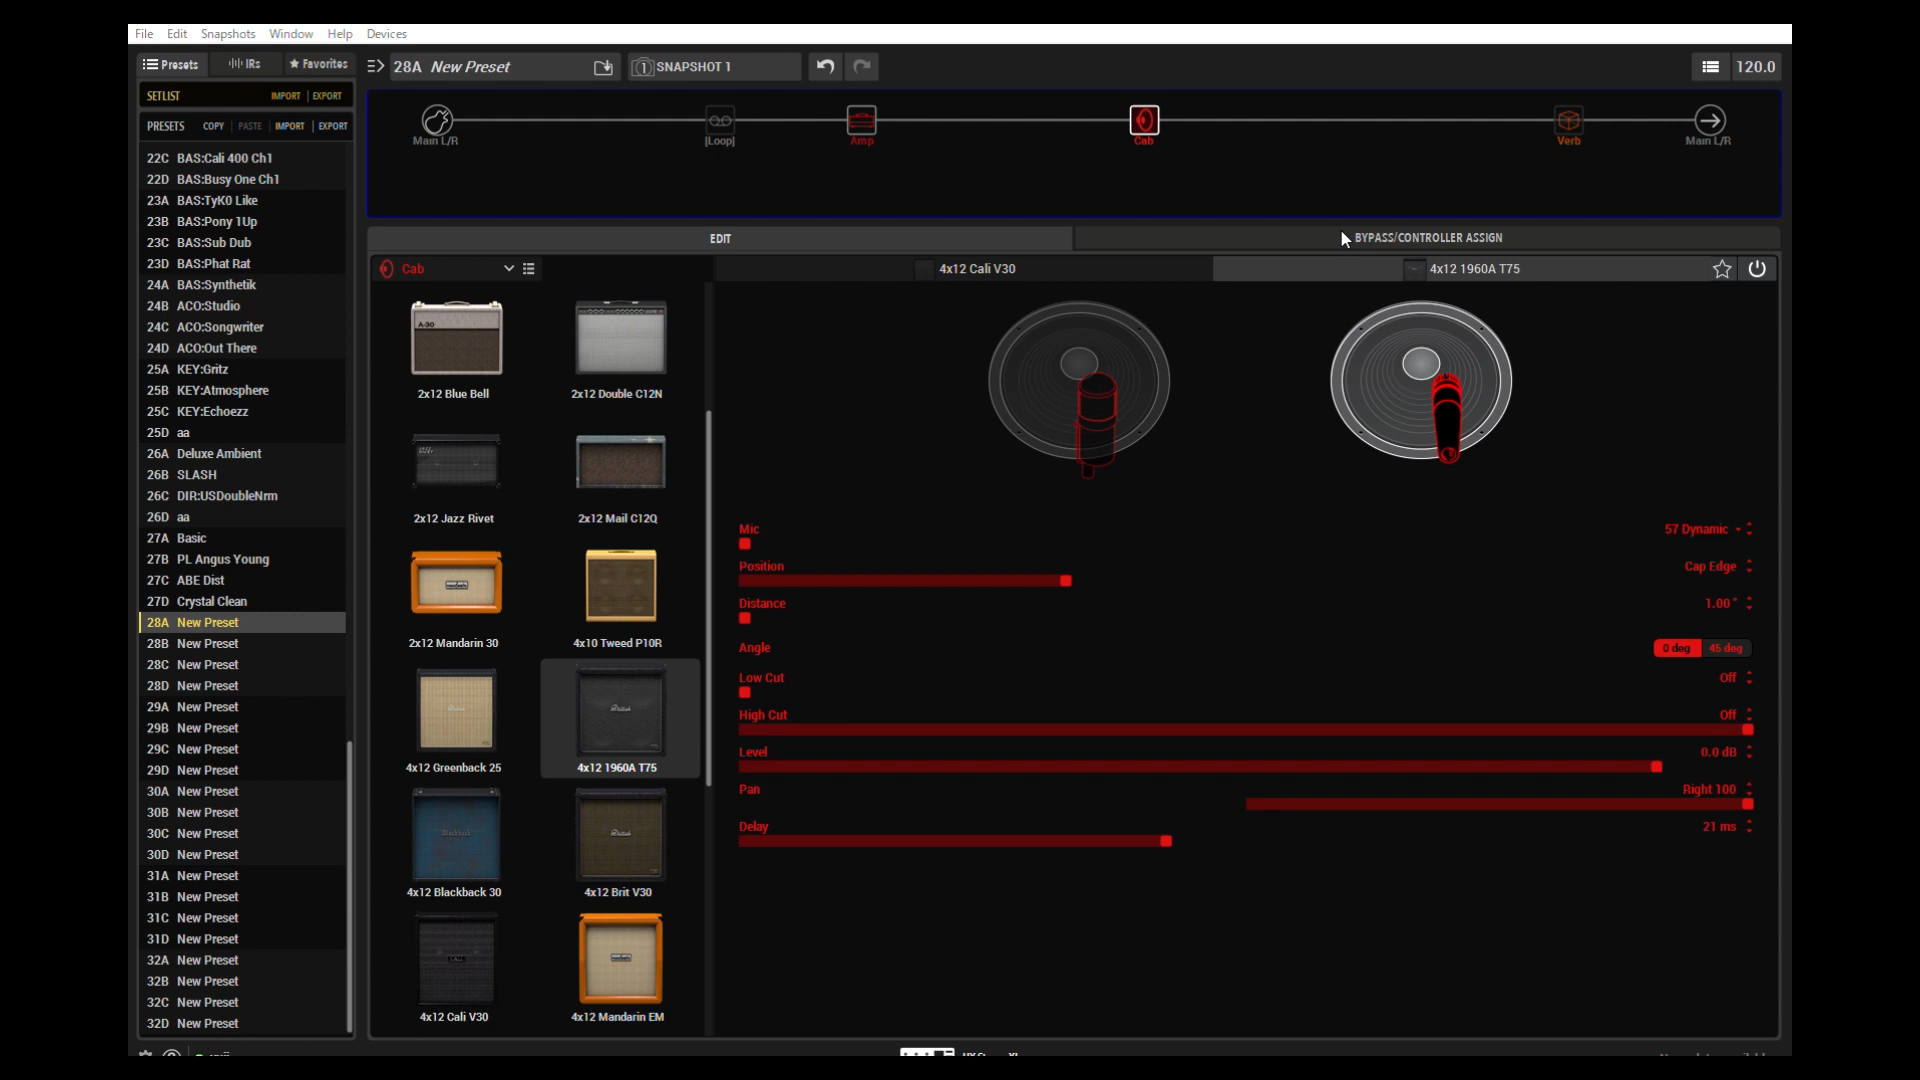 File Edit Snapshots Window Help Devices
Presets IRs Favorites
28A New Preset
1 SNAPSHOT 1
120.0
SETLIST IMPORT | EXPORT
PRESETS COPY | PASTE | IMPORT | EXPORT
22C BAS:Cali 400 Ch1
22D BAS:Busy One Ch1
23A BAS:TyK0 Like
23B BAS:Pony 1Up
23C BAS:Sub Dub
23D BAS:Phat Rat
24A BAS:Synthetik
24B ACO:Studio
24C ACO:Songwriter
24D ACO:Out There
25A KEY:Gritz
25B KEY:Atmosphere
25C KEY:Echoezz
25D aa
26A Deluxe Ambient
26B SLASH
26C DIR:USDoubleNrm
26D aa
27A Basic
27B PL Angus Young
27C ABE Dist
27D Crystal Clean
28A New Preset
28B New Preset
28C New Preset
28D New Preset
29A New Preset
29B New Preset
29C New Preset
29D New Preset
30A New Preset
30B New Preset
30C New Preset
30D New Preset
31A New Preset
31B New Preset
31C New Preset
31D New Preset
32A New Preset
32B New Preset
32C New Preset
32D New Preset
Main L/R [Loop] Amp Cab Verb Main L/R
EDIT BYPASS/CONTROLLER ASSIGN
Cab
4x12 Cali V30 4x12 1960A T75
A-30
2x12 Blue Bell 2x12 Double C12N
2x12 Jazz Rivet 2x12 Mail C12Q
2x12 Mandarin 30 4x10 Tweed P10R
4x12 Greenback 25 4x12 1960A T75
Blackback
4x12 Blackback 30 4x12 Brit V30
CALI
4x12 Cali V30 4x12 Mandarin EM
Mic 57 Dynamic
Position Cap Edge
Distance 1.00"
Angle 0 deg 45 deg
Low Cut Off
High Cut Off
Level 0.0 dB
Pan Right 100
Delay 21 ms